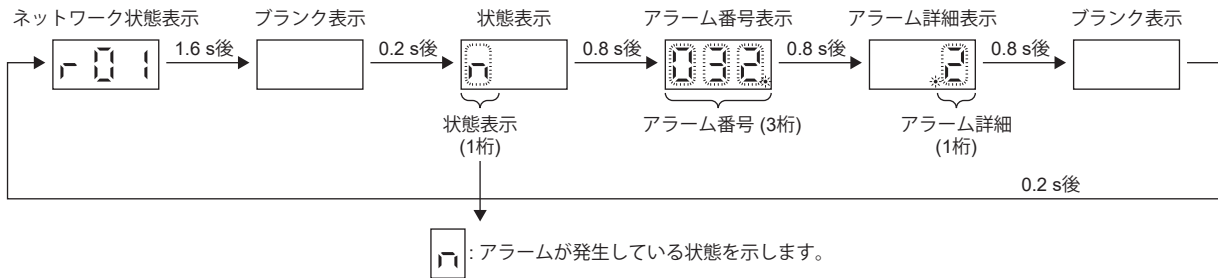 ネットワーク状態表示 ブランク表示 状態表示 アラーム番号表示 アラーム詳細表示 ブランク表示
r01 1.6 s後 0.2 s後 n 0.8 s後 032. 0.8 s後 .2 0.8 s後
状態表示 アラーム番号 (3桁) アラーム詳細
(1桁) (1桁)
0.2 s後
n : アラームが発生している状態を示します。